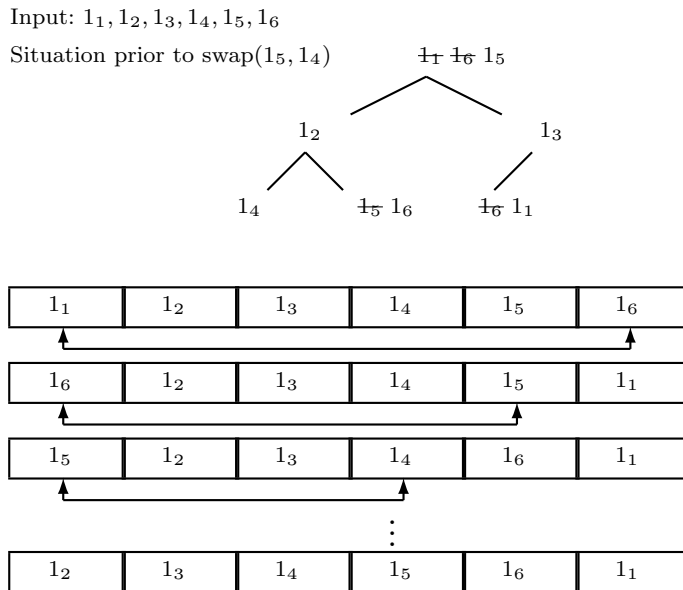 Input: 1₁, 1₂, 1₃, 1₄, 1₅, 1₆
Situation prior to swap(1₅, 1₄) ~~1₁~~ ~~1₆~~ 1₅
1₂ 1₃
1₄ ~~1₅~~ 1₆ ~~1₆~~ 1₁
1₁ 1₂ 1₃ 1₄ 1₅ 1₆
1₆ 1₂ 1₃ 1₄ 1₅ 1₁
1₅ 1₂ 1₃ 1₄ 1₆ 1₁
⋮
1₂ 1₃ 1₄ 1₅ 1₆ 1₁